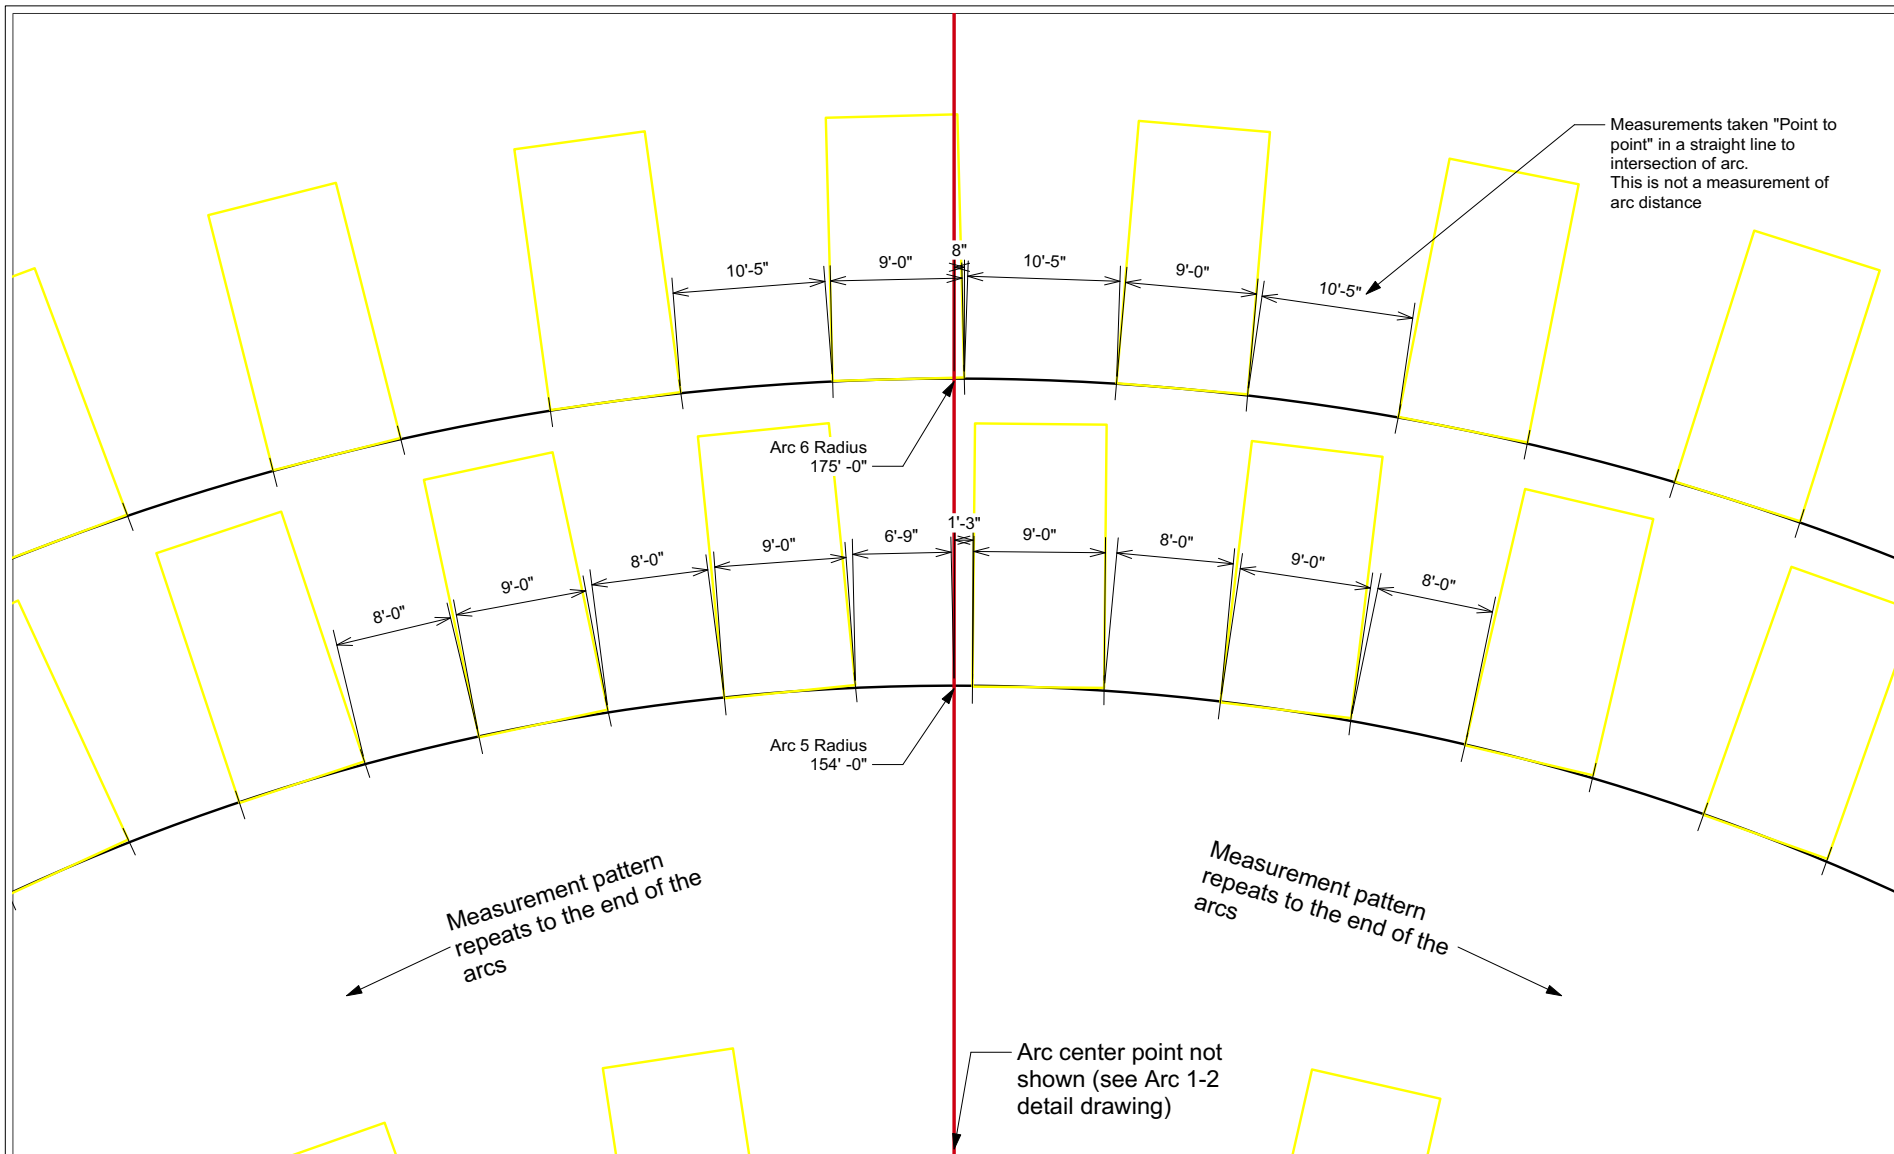 Measurements taken "Point to
point" in a straight line to
intersection of arc.
This is not a measurement of
arc distance
8"
10'-5"
9'-0"
10'-5"
9'-0"
10'-5"
Arc 6 Radius
175' -0"
1'-3"
8'-0"
9'-0"
8'-0"
9'-0"
6'-9"
9'-0"
8'-0"
9'-0"
8'-0"
Arc 5 Radius
154' -0"
Measurement pattern
repeats to the end of the
arcs
Measurement pattern
repeats to the end of the
arcs
Arc center point not
shown (see Arc 1-2
detail drawing)